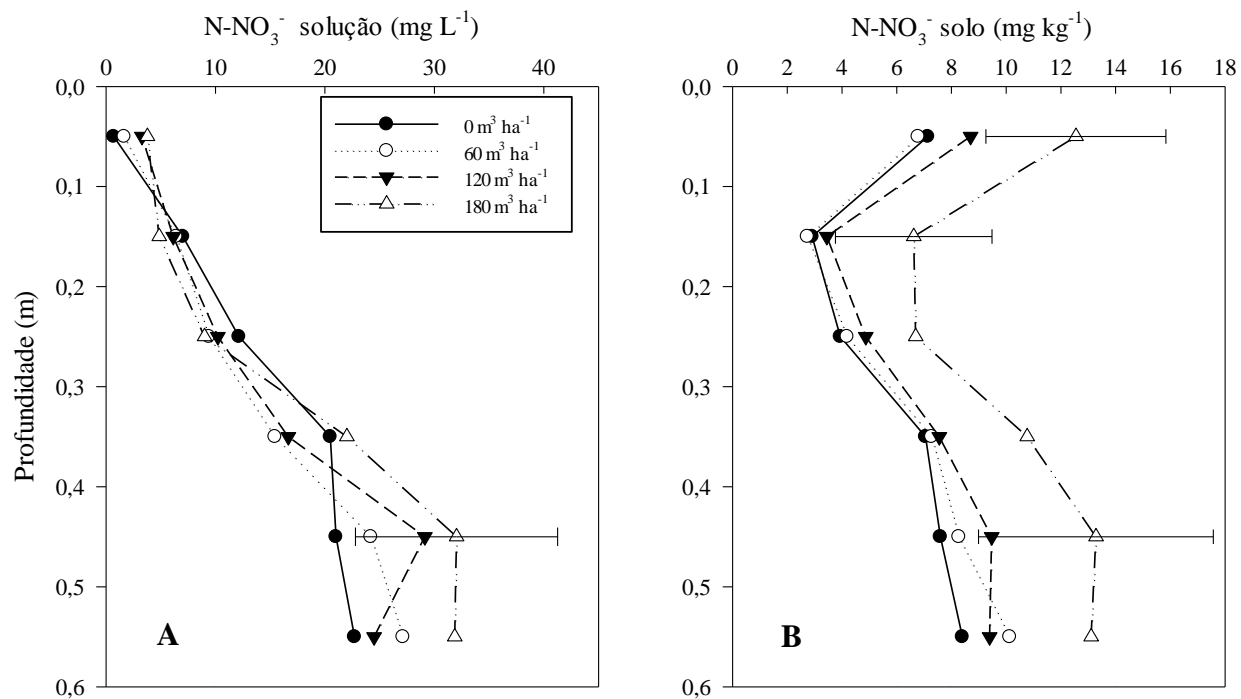 N-NO₃⁻ solução (mg L⁻¹)
0 10 20 30 40
N-NO₃⁻ solo (mg kg⁻¹)
0 2 4 6 8 10 12 14 16 18
Profundidade (m)
0,0
0,1
0,2
0,3
0,4
0,5
0,6
0 m³ ha⁻¹
60 m³ ha⁻¹
120 m³ ha⁻¹
180 m³ ha⁻¹
A
0,0
0,1
0,2
0,3
0,4
0,5
0,6
B